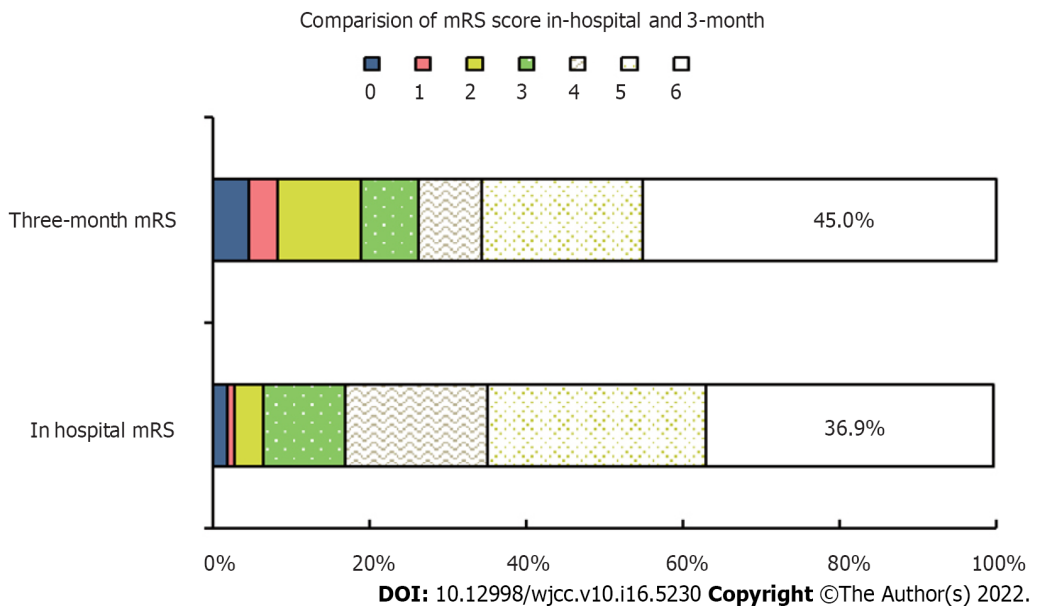 Comparision of mRS score in-hospital and 3-month
0 1 2 3 4 5 6
Three-month mRS
45.0%
In hospital mRS
36.9%
0% 20% 40% 60% 80% 100%
DOI: 10.12998/wjcc.v10.i16.5230 Copyright ©The Author(s) 2022.